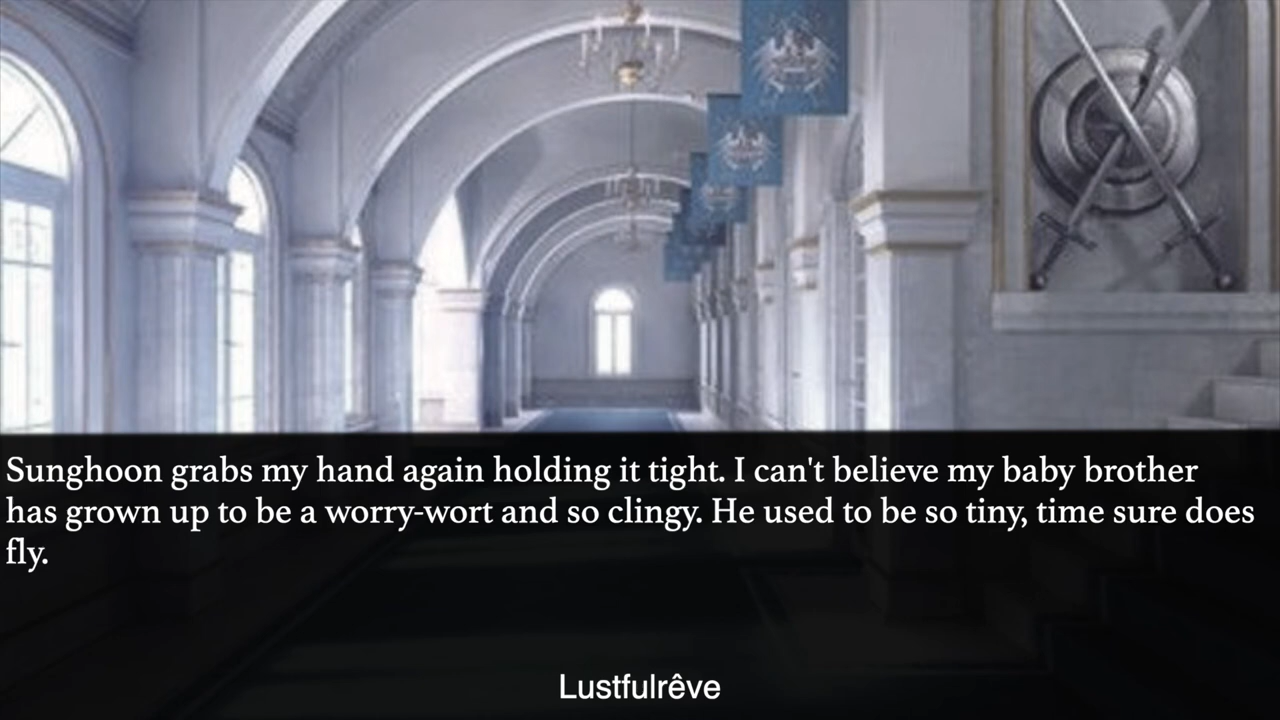 Sunghoon grabs my hand again holding it tight. I can't believe my baby brother
has grown up to be a worry-wort and so clingy. He used to be so tiny, time sure does
fly.
Lustfulrêve